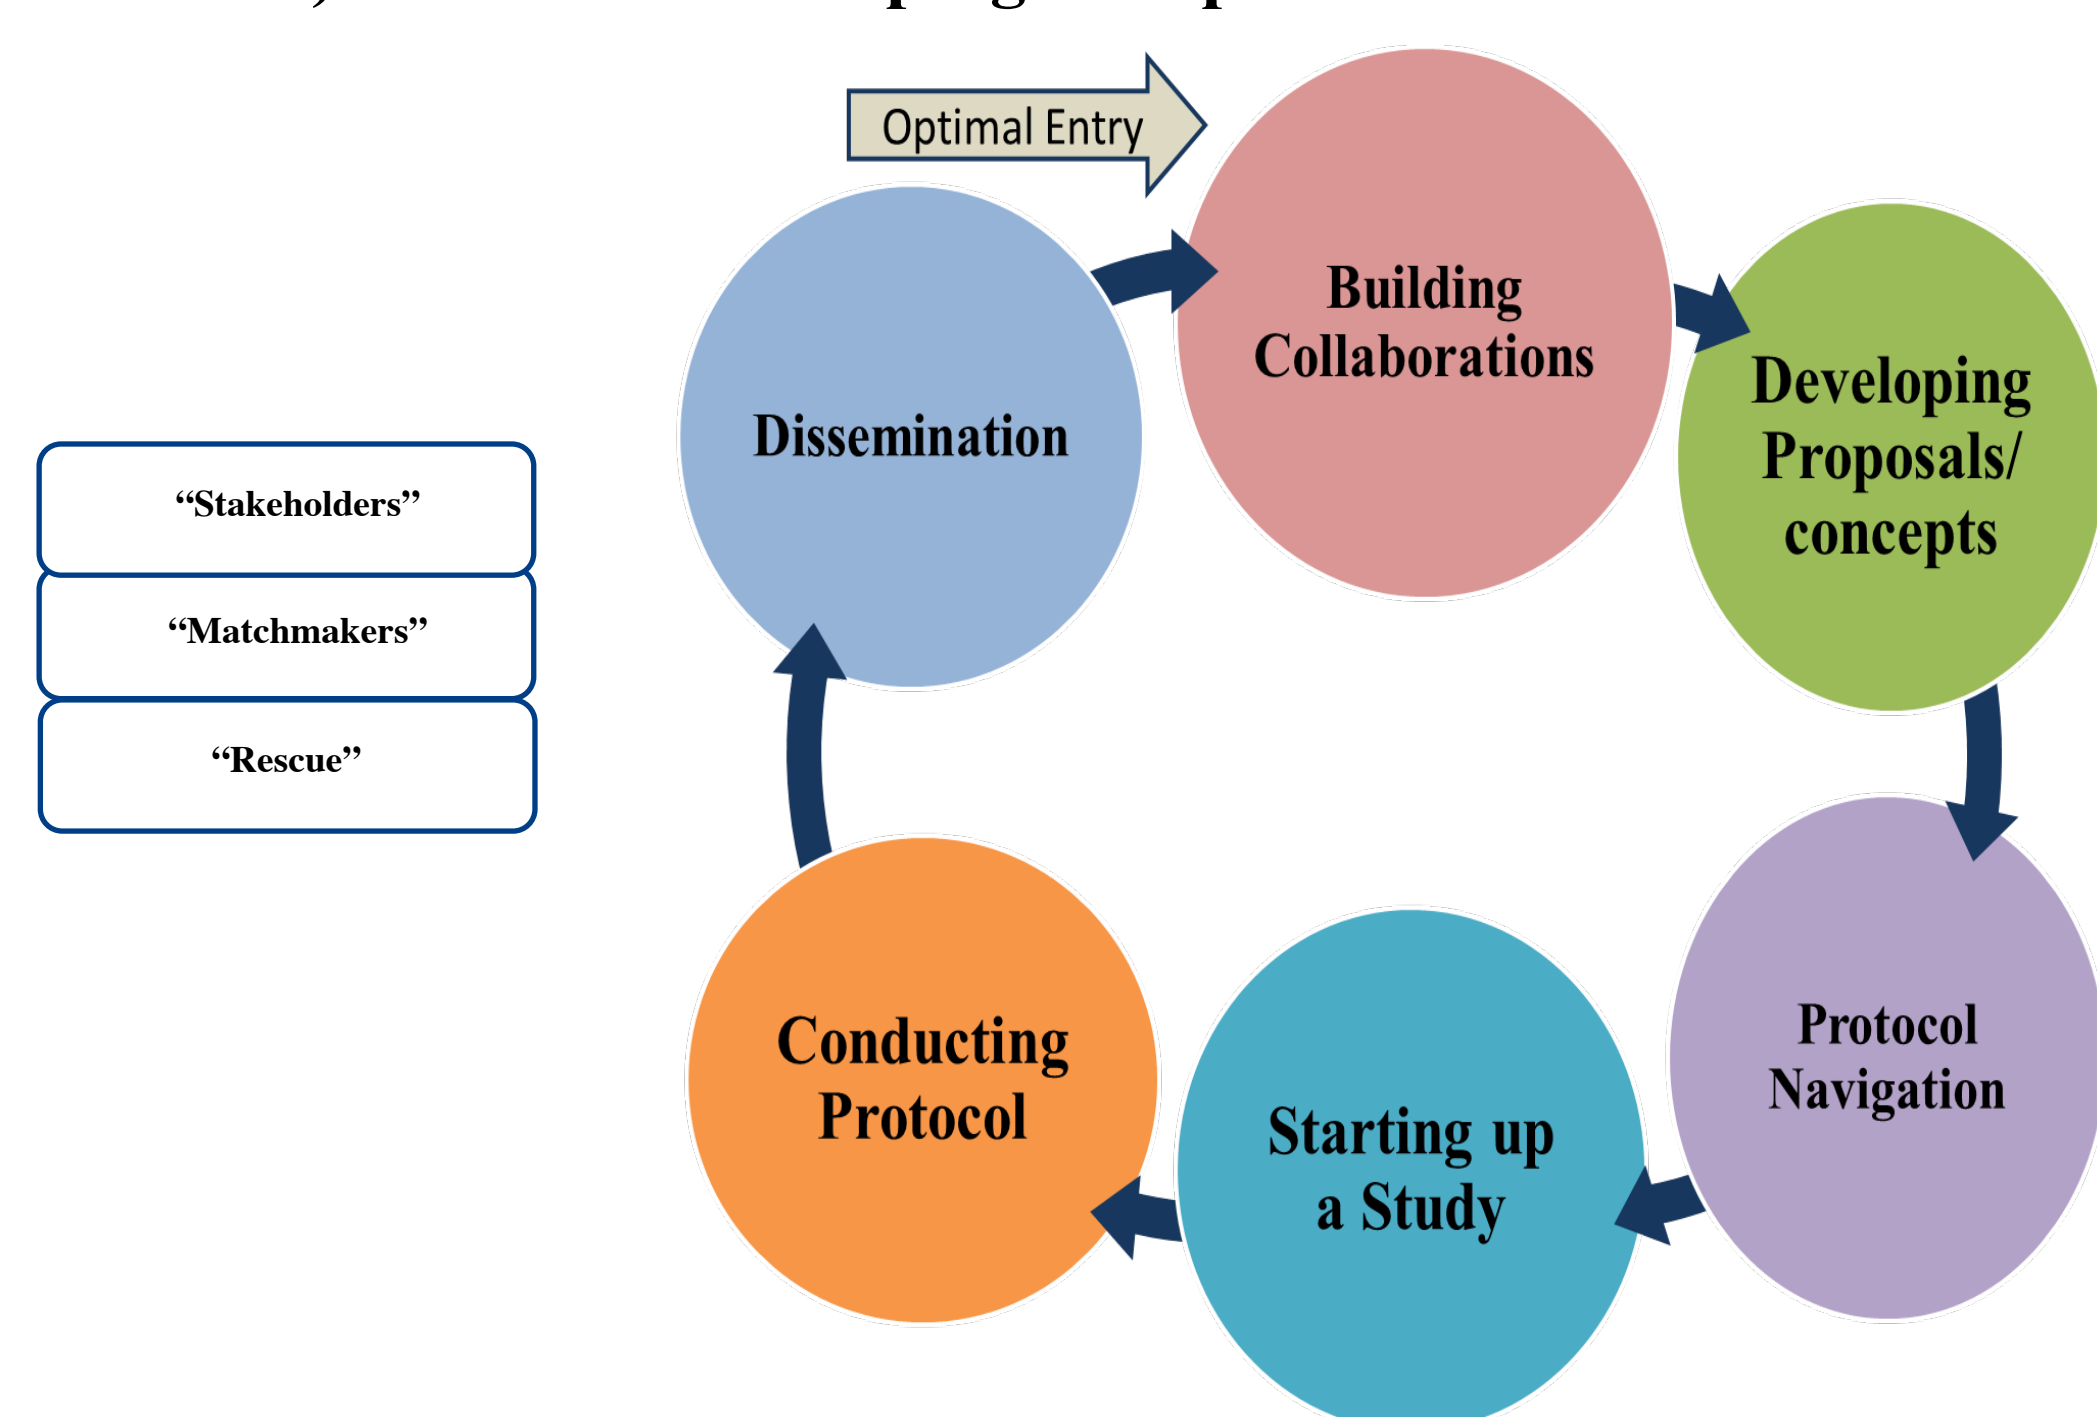 Optimal Entry
Building
Collaborations
Developing
Proposals/
concepts
Dissemination
“Stakeholders”
“Matchmakers”
“Rescue”
Protocol
Navigation
Conducting
Protocol
Starting up
a Study